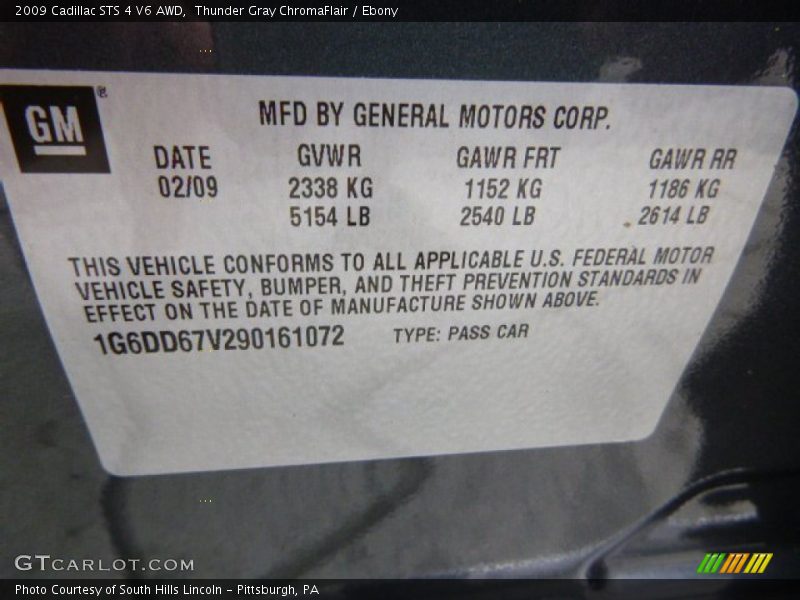 2009 Cadillac STS 4 V6 AWD,  Thunder Gray ChromaFlair / Ebony
GM®
MFD BY GENERAL MOTORS CORP.
DATE GVWR GAWR FRT GAWR RR
02/09 2338 KG 1152 KG 1186 KG
5154 LB 2540 LB 2614 LB
THIS VEHICLE CONFORMS TO ALL APPLICABLE U.S. FEDERAL MOTOR
VEHICLE SAFETY, BUMPER, AND THEFT PREVENTION STANDARDS IN
EFFECT ON THE DATE OF MANUFACTURE SHOWN ABOVE.
1G6DD67V290161072 TYPE: PASS CAR
GTCARLOT.COM
Photo Courtesy of South Hills Lincoln - Pittsburgh, PA